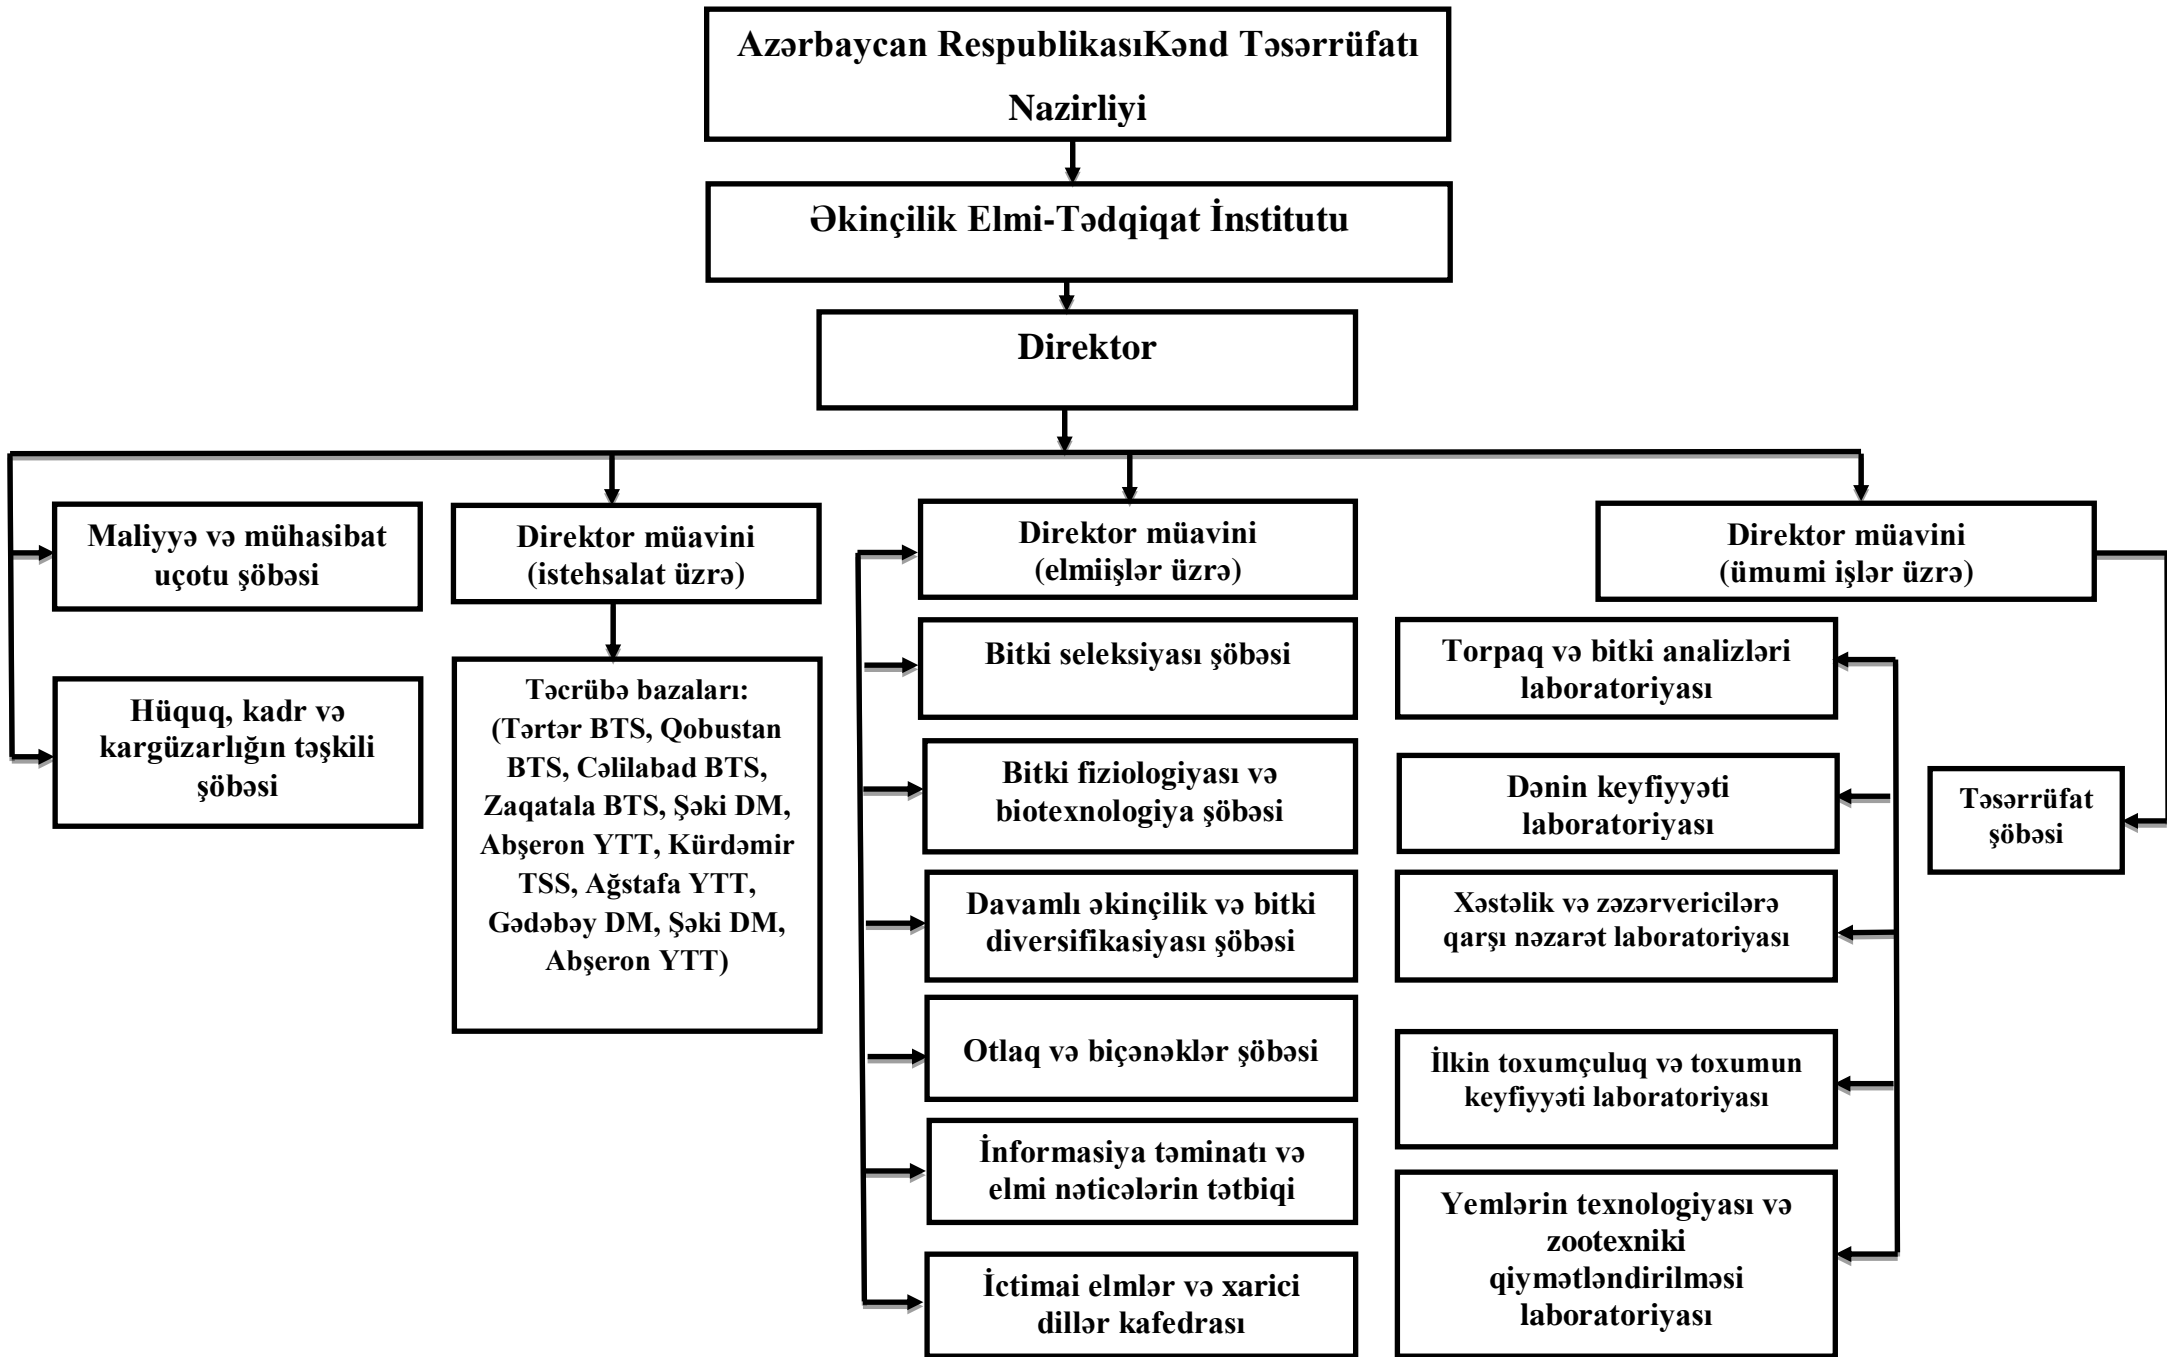 Azərbaycan RespublikasıKənd Təsərrüfatı
Nazirliyi
Əkinçilik Elmi-Tədqiqat İnstitutu
Direktor
Maliyyə və mühasibat
uçotu şöbəsi
Hüquq, kadr və
kargüzarlığın təşkili
şöbəsi
Direktor müavini
(istehsalat üzrə)
Təcrübə bazaları:
(Tərtər BTS, Qobustan
BTS, Cəlilabad BTS,
Zaqatala BTS, Şəki DM,
Abşeron YTT, Kürdəmir
TSS, Ağstafa YTT,
Gədəbəy DM, Şəki DM,
Abşeron YTT)
Direktor müavini
(elmiişlər üzrə)
Bitki seleksiyası şöbəsi
Bitki fiziologiyası və
biotexnologiya şöbəsi
Davamlı əkinçilik və bitki
diversifikasiyası şöbəsi
Otlaq və biçənəklər şöbəsi
İnformasiya təminatı və
elmi nəticələrin tətbiqi
İctimai elmlər və xarici
dillər kafedrası
Direktor müavini
(ümumi işlər üzrə)
Torpaq və bitki analizləri
laboratoriyası
Dənin keyfiyyəti
laboratoriyası
Xəstəlik və zəzərvericilərə
qarşı nəzarət laboratoriyası
İlkin toxumçuluq və toxumun
keyfiyyəti laboratoriyası
Yemlərin texnologiyası və
zootexniki
qiymətləndirilməsi
laboratoriyası
Təsərrüfat
şöbəsi